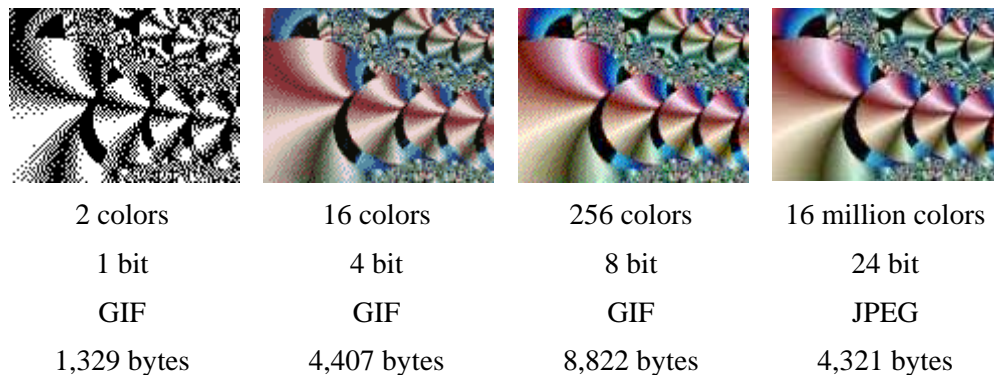 2 colors 16 colors 256 colors 16 million colors
1 bit 4 bit 8 bit 24 bit
GIF GIF GIF JPEG
1,329 bytes 4,407 bytes 8,822 bytes 4,321 bytes